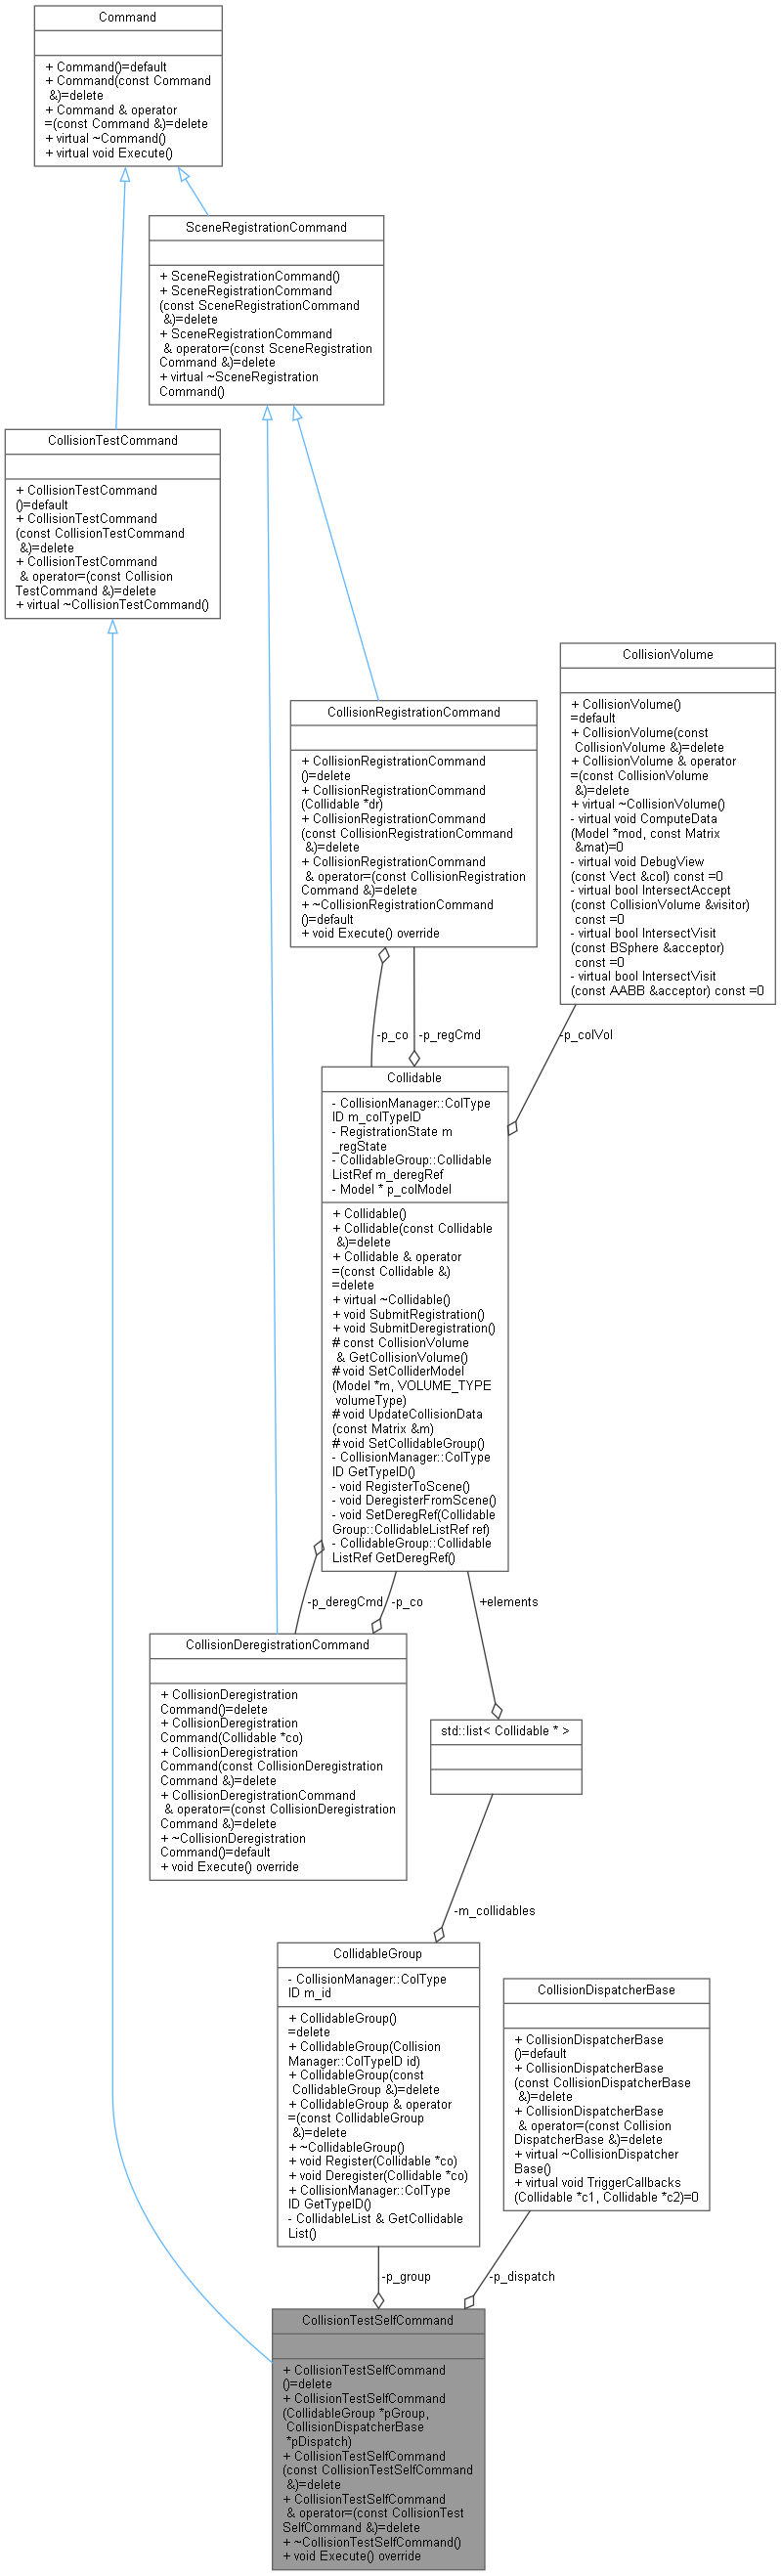 Command
+ Command()=default
+ Command(const Command
&)=delete
+ Command & operator
=(const Command &)=delete
+ virtual ~Command()
+ virtual void Execute()
SceneRegistrationCommand
+ SceneRegistrationCommand()
+ SceneRegistrationCommand
(const SceneRegistrationCommand
&)=delete
+ SceneRegistrationCommand
& operator=(const SceneRegistration
Command &)=delete
+ virtual ~SceneRegistration
Command()
CollisionTestCommand
+ CollisionTestCommand
()=default
+ CollisionTestCommand
(const CollisionTestCommand
&)=delete
+ CollisionTestCommand
& operator=(const Collision
TestCommand &)=delete
+ virtual ~CollisionTestCommand()
CollisionVolume
+ CollisionVolume()
=default
+ CollisionVolume(const
CollisionVolume &)=delete
+ CollisionVolume & operator
=(const CollisionVolume
&)=delete
+ virtual ~CollisionVolume()
- virtual void ComputeData
(Model *mod, const Matrix
&mat)=0
- virtual void DebugView
(const Vect &col) const =0
- virtual bool IntersectAccept
(const CollisionVolume &visitor)
const =0
- virtual bool IntersectVisit
(const BSphere &acceptor)
const =0
- virtual bool IntersectVisit
(const AABB &acceptor) const =0
CollisionRegistrationCommand
+ CollisionRegistrationCommand
()=delete
+ CollisionRegistrationCommand
(Collidable *dr)
+ CollisionRegistrationCommand
(const CollisionRegistrationCommand
&)=delete
+ CollisionRegistrationCommand
& operator=(const CollisionRegistration
Command &)=delete
+ ~CollisionRegistrationCommand
()=default
+ void Execute() override
-p_co
-p_regCmd
-p_colVol
Collidable
- CollisionManager::ColType
ID m_colTypeID
- RegistrationState m
_regState
- CollidableGroup::Collidable
ListRef m_deregRef
- Model * p_colModel
+ Collidable()
+ Collidable(const Collidable
&)=delete
+ Collidable & operator
=(const Collidable &)
=delete
+ virtual ~Collidable()
+ void SubmitRegistration()
+ void SubmitDeregistration()
# const CollisionVolume
& GetCollisionVolume()
# void SetColliderModel
(Model *m, VOLUME_TYPE
volumeType)
# void UpdateCollisionData
(const Matrix &m)
# void SetCollidableGroup()
- CollisionManager::ColType
ID GetTypeID()
- void RegisterToScene()
- void DeregisterFromScene()
- void SetDeregRef(Collidable
Group::CollidableListRef ref)
- CollidableGroup::Collidable
ListRef GetDeregRef()
-p_deregCmd
-p_co
+elements
CollisionDeregistrationCommand
+ CollisionDeregistration
Command()=delete
+ CollisionDeregistration
Command(Collidable *co)
+ CollisionDeregistration
Command(const CollisionDeregistration
Command &)=delete
+ CollisionDeregistrationCommand
& operator=(const CollisionDeregistration
Command &)=delete
+ ~CollisionDeregistration
Command()=default
+ void Execute() override
std::list< Collidable * >
-m_collidables
CollidableGroup
- CollisionManager::ColType
ID m_id
+ CollidableGroup()
=delete
+ CollidableGroup(Collision
Manager::ColTypeID id)
+ CollidableGroup(const
CollidableGroup &)=delete
+ CollidableGroup & operator
=(const CollidableGroup
&)=delete
+ ~CollidableGroup()
+ void Register(Collidable *co)
+ void Deregister(Collidable *co)
+ CollisionManager::ColType
ID GetTypeID()
- CollidableList & GetCollidable
List()
CollisionDispatcherBase
+ CollisionDispatcherBase
()=default
+ CollisionDispatcherBase
(const CollisionDispatcherBase
&)=delete
+ CollisionDispatcherBase
& operator=(const Collision
DispatcherBase &)=delete
+ virtual ~CollisionDispatcher
Base()
+ virtual void TriggerCallbacks
(Collidable *c1, Collidable *c2)=0
-p_group
-p_dispatch
CollisionTestSelfCommand
+ CollisionTestSelfCommand
()=delete
+ CollisionTestSelfCommand
(CollidableGroup *pGroup,
CollisionDispatcherBase
*pDispatch)
+ CollisionTestSelfCommand
(const CollisionTestSelfCommand
&)=delete
+ CollisionTestSelfCommand
& operator=(const CollisionTest
SelfCommand &)=delete
+ ~CollisionTestSelfCommand()
+ void Execute() override